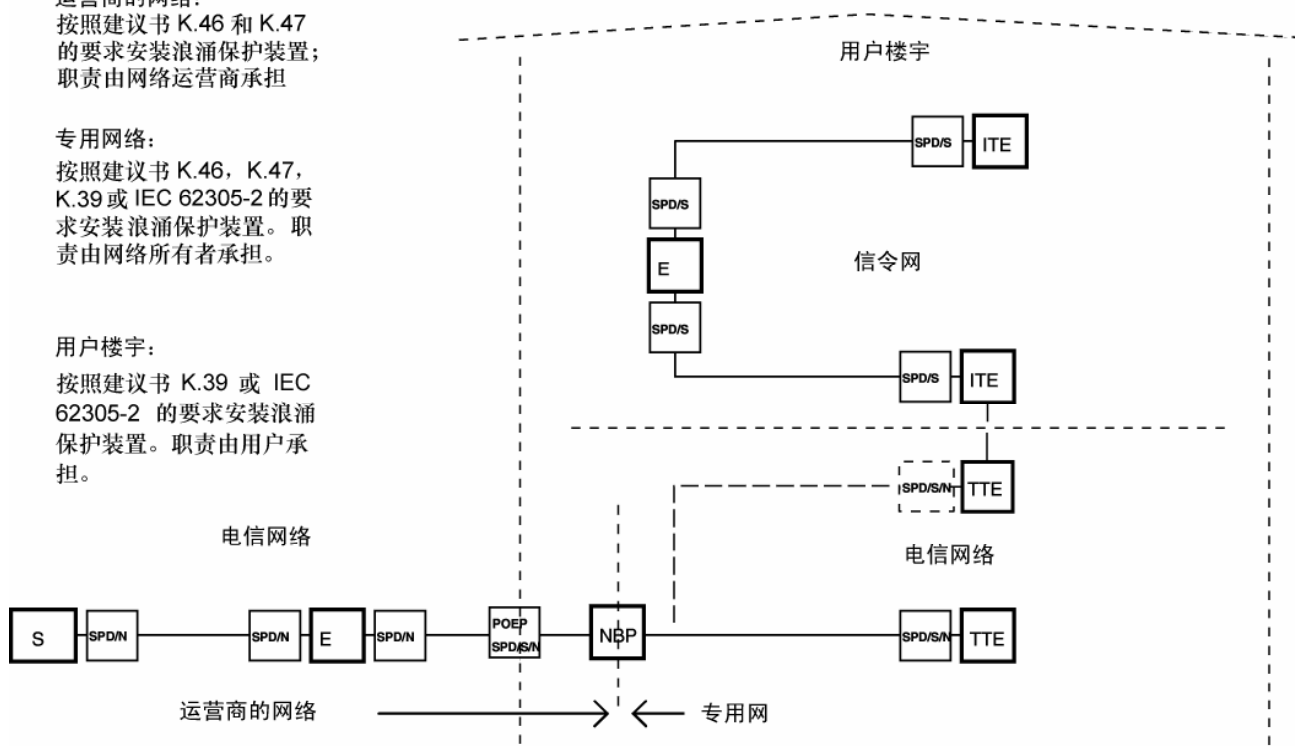 运营商的网络：
按照建议书 K.46 和 K.47
的要求安装浪涌保护装置；
职责由网络运营商承担
专用网络：
按照建议书 K.46，K.47，
K.39 或 IEC 62305-2 的要
求安装浪涌保护装置。职
责由网络所有者承担。
用户楼宇：
按照建议书 K.39 或 IEC
62305-2 的要求安装浪涌
保护装置。职责由用户承
担。
用户楼宇
SPD/S
ITE
SPD/S
E
信令网
SPD/S
SPD/S
ITE
SPD/S/N
TTE
电信网络
电信网络
S
SPD/N
SPD/N
E
SPD/N
POEP
SPD/S/N
NBP
SPD/S/N
TTE
运营商的网络
专用网